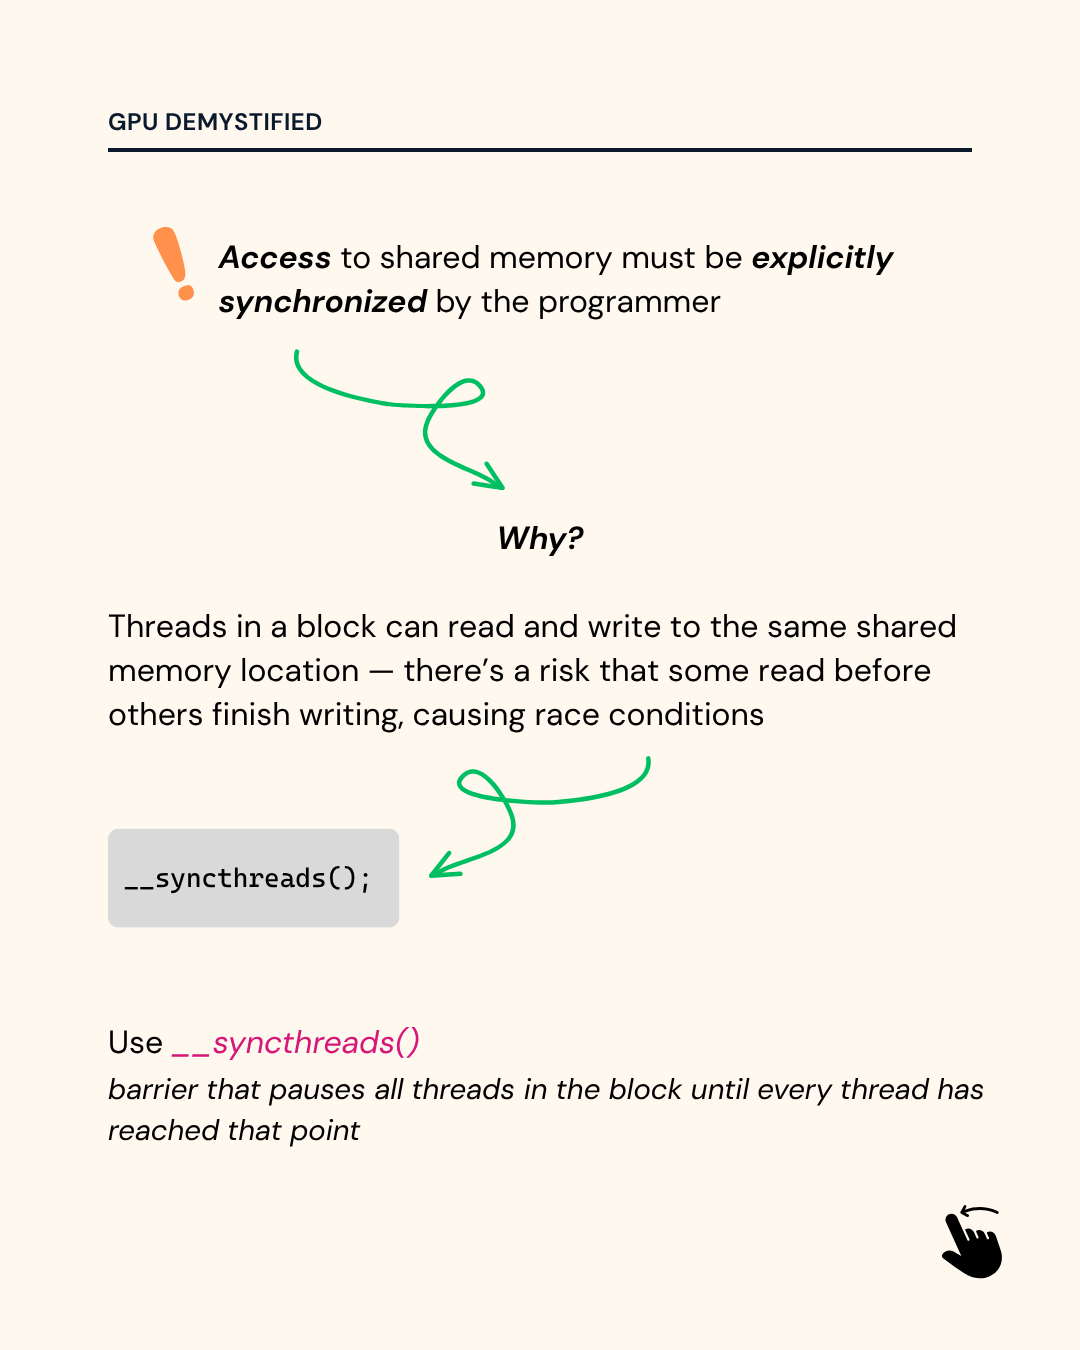 GPU DEMYSTIFIED
Access to shared memory must be explicitly
synchronized by the programmer
Why?
Threads in a block can read and write to the same shared
memory location — there’s a risk that some read before
others finish writing, causing race conditions
__syncthreads();
Use __syncthreads()
barrier that pauses all threads in the block until every thread has
reached that point